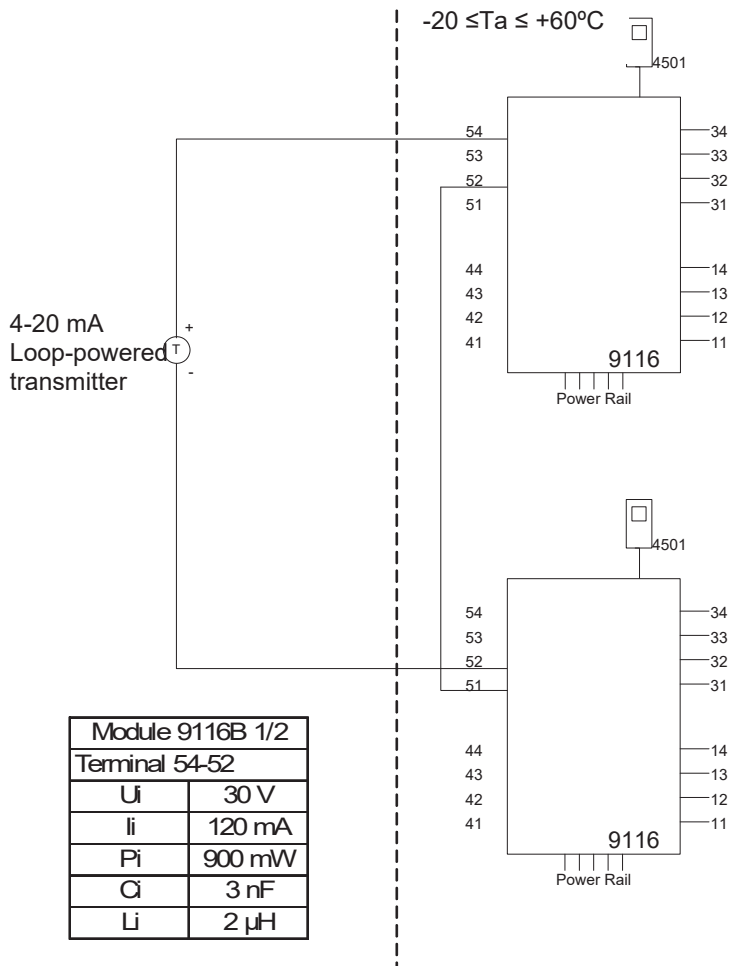 -20 ≤Ta ≤ +60ºC
4501
54
53
52
51
44
43
42
41
34
33
32
31
14
13
12
11
9116
Power Rail
4-20 mA
Loop-powered
transmitter
+
T
-
4501
54
53
52
51
44
43
42
41
34
33
32
31
14
13
12
11
9116
Power Rail
Module 9116B 1/2
Terminal 54-52
Ui 30 V
Ii 120 mA
Pi 900 mW
Ci 3 nF
Li 2 µH